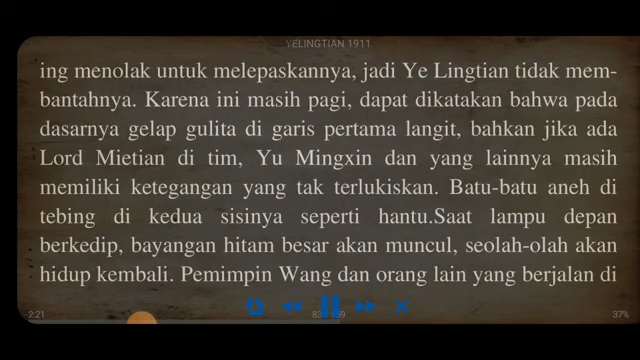 YELINGTIAN 1911
ing menolak untuk melepaskannya, jadi Ye Lingtian tidak mem-
bantahnya. Karena ini masih pagi, dapat dikatakan bahwa pada
dasarnya gelap gulita di garis pertama langit, bahkan jika ada
Lord Mietian di tim, Yu Mingxin dan yang lainnya masih
memiliki ketegangan yang tak terlukiskan. Batu-batu aneh di
tebing di kedua sisinya seperti hantu.Saat lampu depan
berkedip, bayangan hitam besar akan muncul, seolah-olah akan
hidup kembali. Pemimpin Wang dan orang lain yang berjalan di
2:21
37%